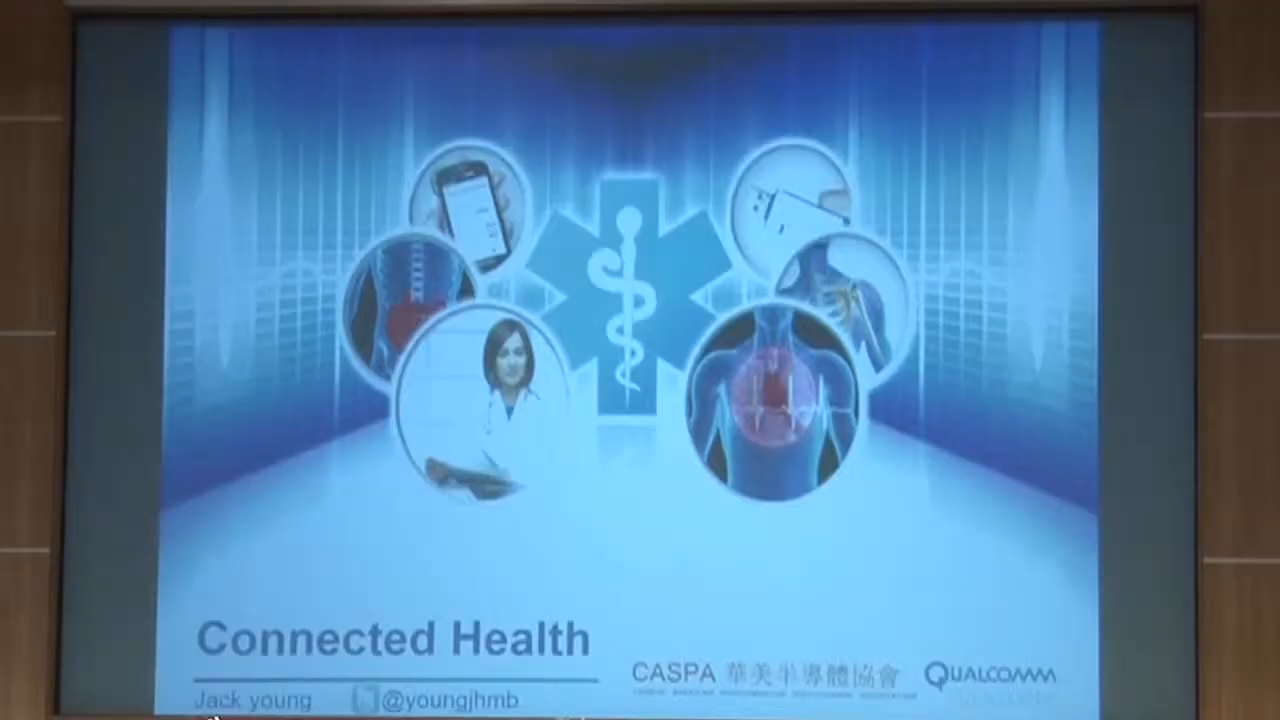 Connected Health
Jack young @youngjhmb
CASPA 華美半導體協會
QUALCOMM